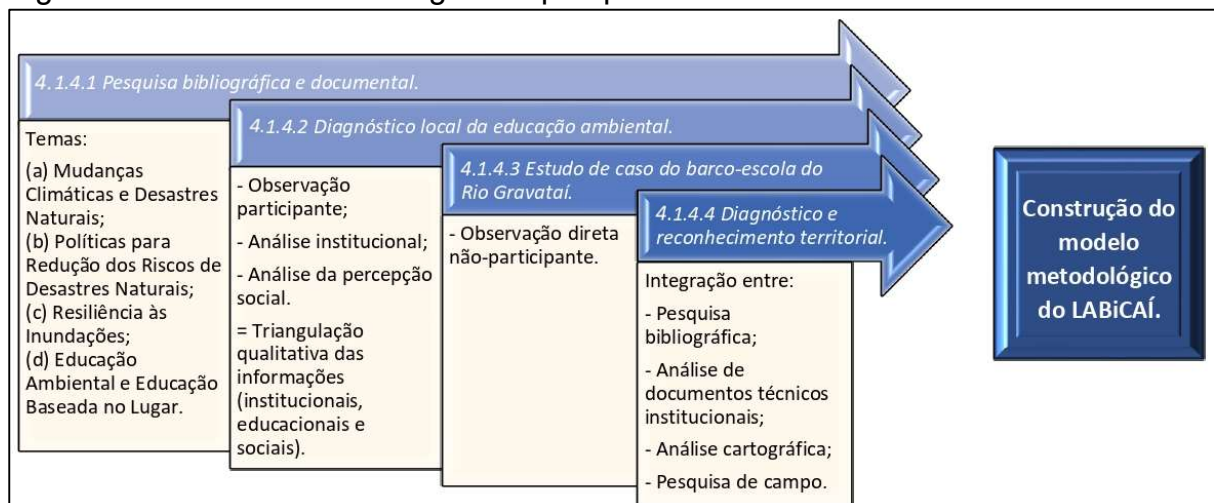 4.1.4.1 Pesquisa bibliográfica e documental.
Temas:
(a) Mudanças
Climáticas e Desastres
Naturais;
(b) Políticas para
Redução dos Riscos de
Desastres Naturais;
(c) Resiliência às
Inundações;
(d) Educação
Ambiental e Educação
Baseada no Lugar.
4.1.4.2 Diagnóstico local da educação ambiental.
- Observação
participante;
- Análise institucional;
- Análise da percepção
social.
= Triangulação
qualitativa das
informações
(institucionais,
educacionais e
sociais).
4.1.4.3 Estudo de caso do barco-escola do
Rio Gravataí.
- Observação direta
não-participante.
4.1.4.4 Diagnóstico e
reconhecimento territorial.
Integração entre:
- Pesquisa
bibliográfica;
- Análise de
documentos técnicos
institucionais;
- Análise cartográfica;
- Pesquisa de campo.
Construção do
modelo
metodológico
do LABiCAÍ.